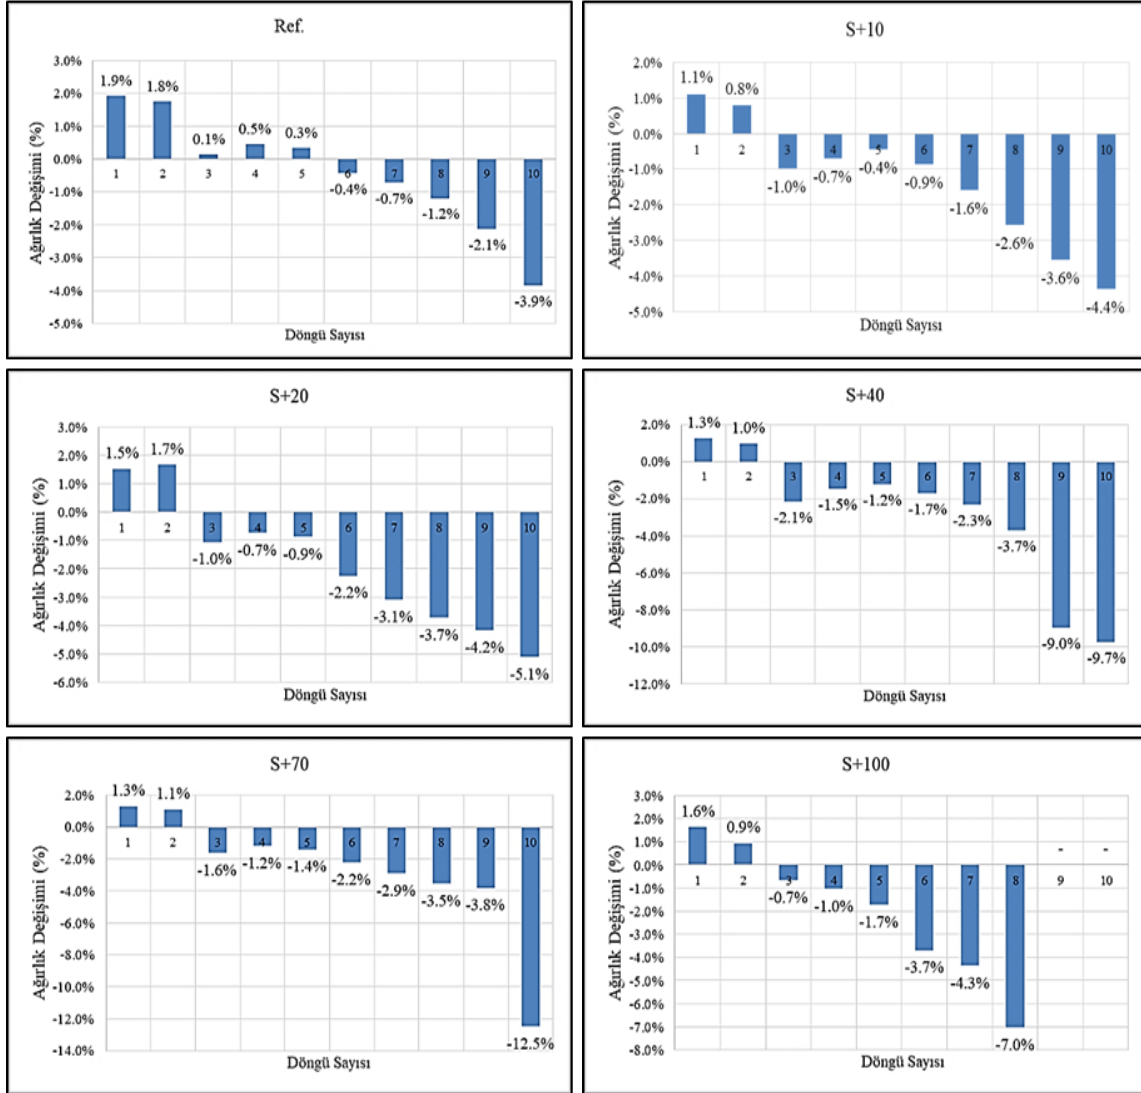 Ref.
Ağırlık Değişimi (%)
3.0%
2.0%
1.0%
0.0%
-1.0%
-2.0%
-3.0%
-4.0%
-5.0%
1.9% 1.8% 0.1% 0.5% 0.3% -0.4% -0.7% -1.2% -2.1% -3.9%
1 2 3 4 5 6 7 8 9 10
Döngü Sayısı
S+10
Ağırlık Değişimi (%)
2.0%
1.0%
0.0%
-1.0%
-2.0%
-3.0%
-4.0%
-5.0%
1.1% 0.8% -1.0% -0.7% -0.4% -0.9% -1.6% -2.6% -3.6% -4.4%
1 2 3 4 5 6 7 8 9 10
Döngü Sayısı
S+20
Ağırlık Değişimi (%)
3.0%
2.0%
1.0%
0.0%
-1.0%
-2.0%
-3.0%
-4.0%
-5.0%
-6.0%
1.5% 1.7% -1.0% -0.7% -0.9% -2.2% -3.1% -3.7% -4.2% -5.1%
1 2 3 4 5 6 7 8 9 10
Döngü Sayısı
S+40
Ağırlık Değişimi (%)
2.0%
0.0%
-2.0%
-4.0%
-6.0%
-8.0%
-10.0%
-12.0%
1.3% 1.0% -2.1% -1.5% -1.2% -1.7% -2.3% -3.7% -9.0% -9.7%
1 2 3 4 5 6 7 8 9 10
Döngü Sayısı
S+70
Ağırlık Değişimi (%)
2.0%
0.0%
-2.0%
-4.0%
-6.0%
-8.0%
-10.0%
-12.0%
-14.0%
1.3% 1.1% -1.6% -1.2% -1.4% -2.2% -2.9% -3.5% -3.8% -12.5%
1 2 3 4 5 6 7 8 9 10
Döngü Sayısı
S+100
Ağırlık Değişimi (%)
3.0%
2.0%
1.0%
0.0%
-1.0%
-2.0%
-3.0%
-4.0%
-5.0%
-6.0%
-7.0%
-8.0%
1.6% 0.9% -0.7% -1.0% -1.7% -3.7% -4.3% -7.0% - -
1 2 3 4 5 6 7 8 9 10
Döngü Sayısı